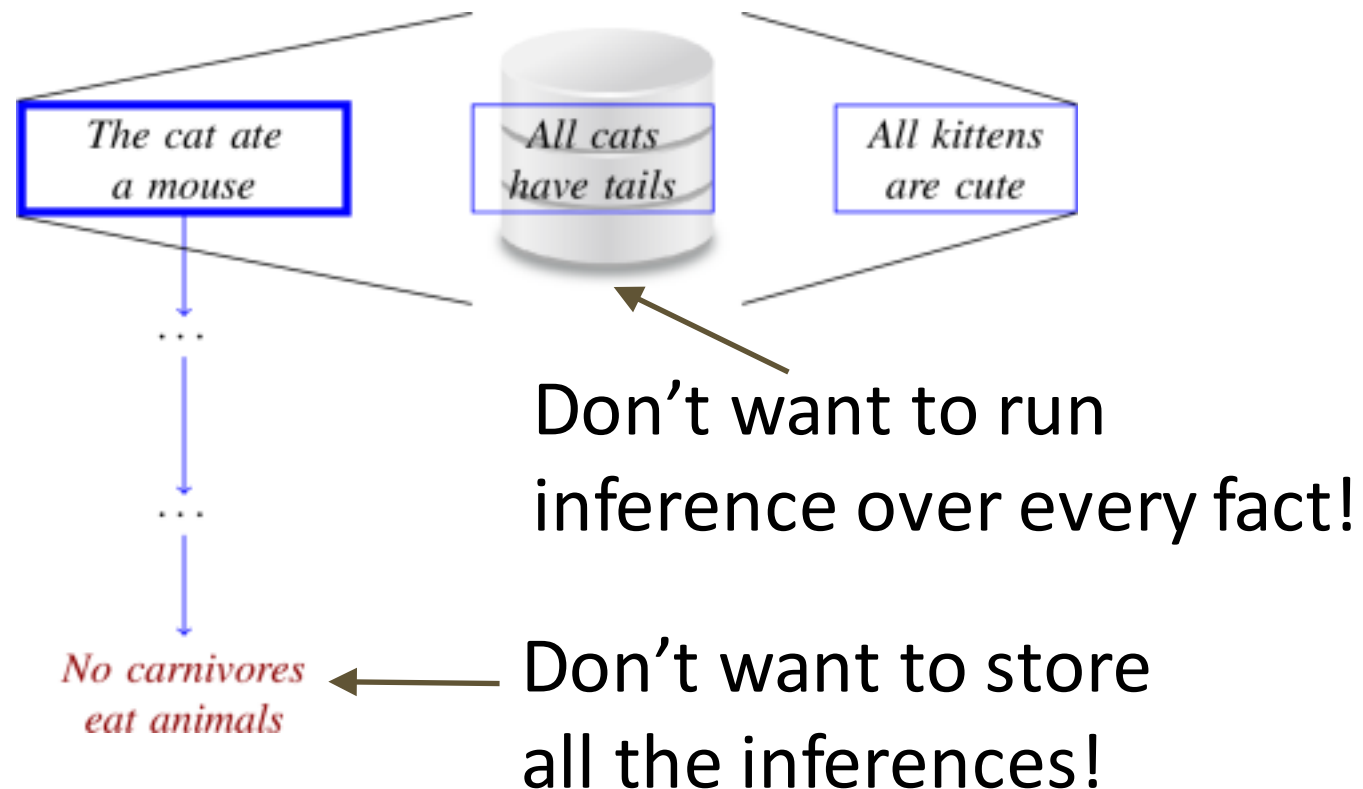 The cat ate
a mouse
All cats
have tails
All kittens
are cute
...
...
Don’t want to run
inference over every fact!
No carnivores
eat animals
Don’t want to store
all the inferences!